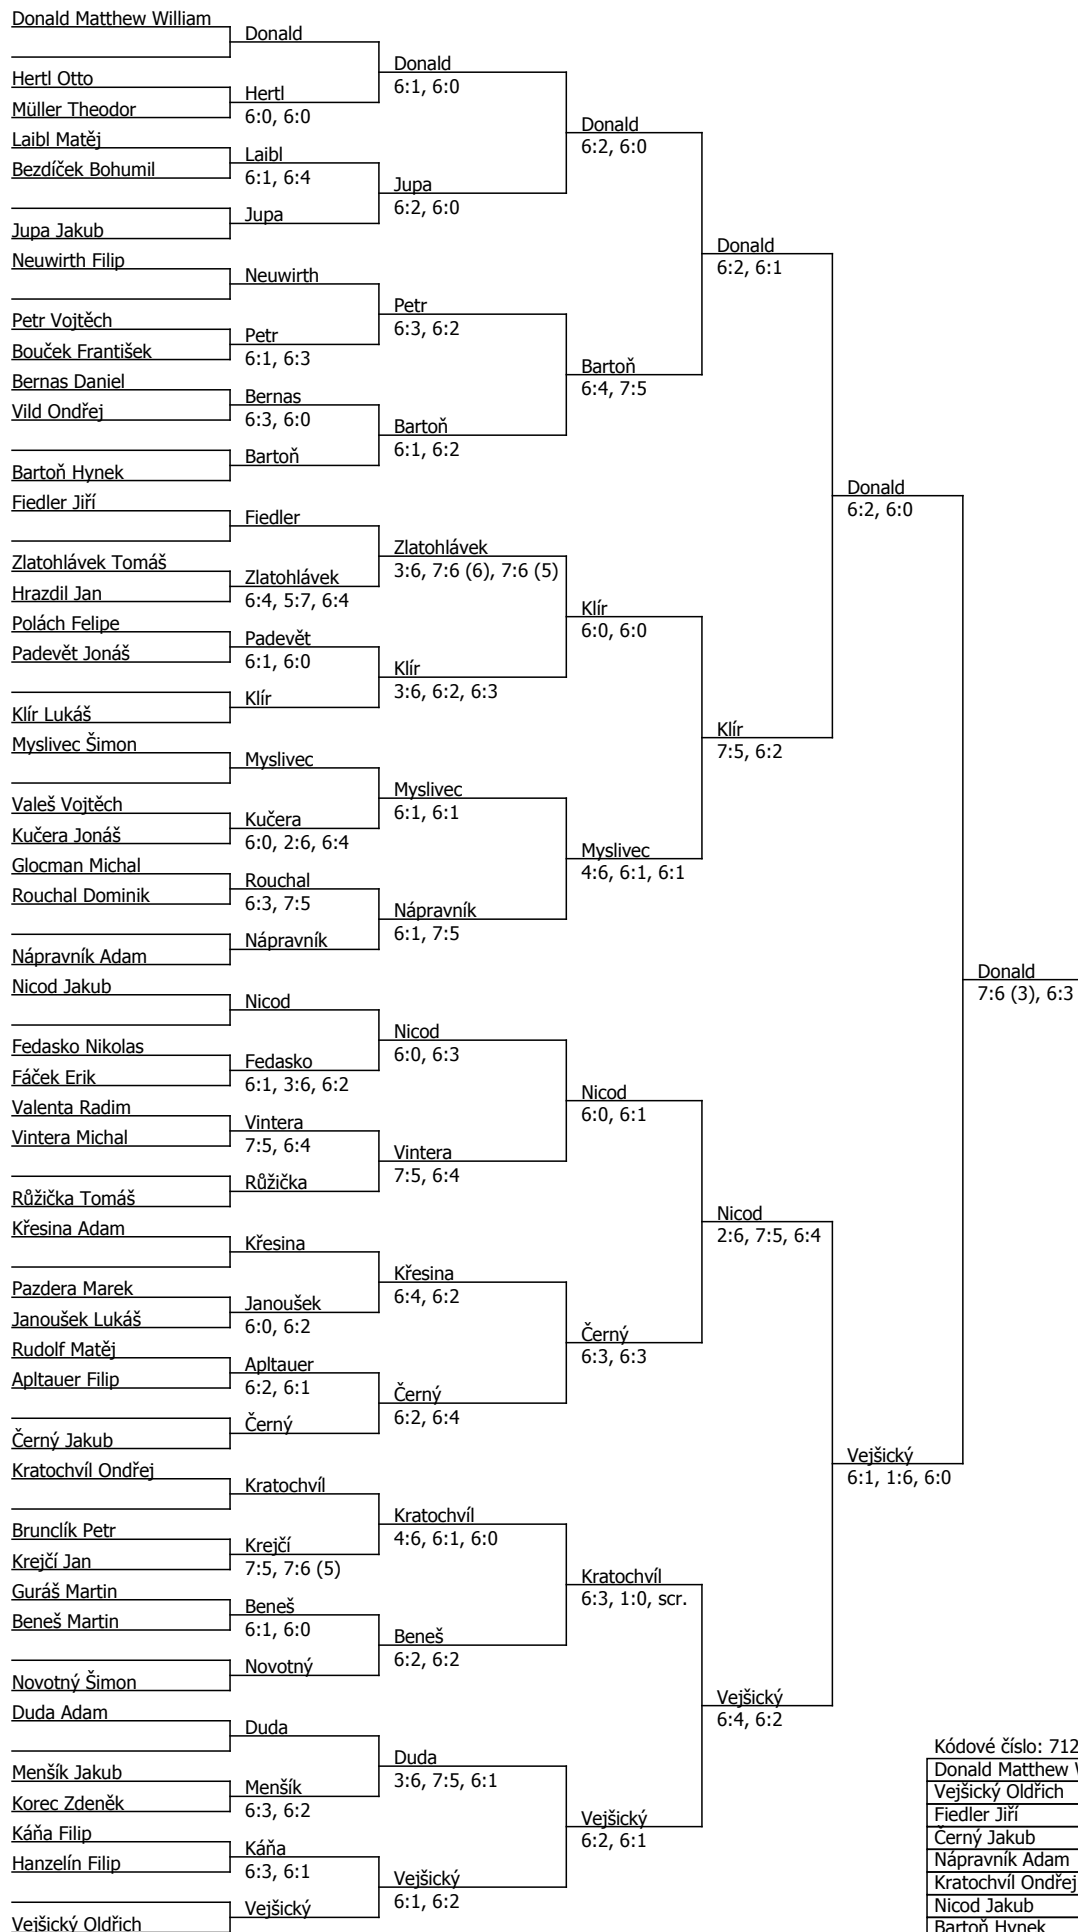 Donald Matthew William
Hertl Otto
Müller Theodor
Laibl Matěj
Bezdíček Bohumil
Jupa Jakub
Neuwirth Filip
Petr Vojtěch
Bouček František
Bernas Daniel
Vild Ondřej
Bartoň Hynek
Fiedler Jiří
Zlatohlávek Tomáš
Hrazdil Jan
Polách Felipe
Padevět Jonáš
Klír Lukáš
Myslivec Šimon
Valeš Vojtěch
Kučera Jonáš
Glocman Michal
Rouchal Dominik
Nápravník Adam
Nicod Jakub
Fedasko Nikolas
Fáček Erik
Valenta Radim
Vintera Michal
Růžička Tomáš
Křesina Adam
Pazdera Marek
Janoušek Lukáš
Rudolf Matěj
Apltauer Filip
Černý Jakub
Kratochvíl Ondřej
Brunclík Petr
Krejčí Jan
Guráš Martin
Beneš Martin
Novotný Šimon
Duda Adam
Menšík Jakub
Korec Zdeněk
Káňa Filip
Hanzelín Filip
Vejšický Oldřich
Donald
Hertl
6:0, 6:0
Laibl
6:1, 6:4
Jupa
Neuwirth
Petr
6:1, 6:3
Bernas
6:3, 6:0
Bartoň
Fiedler
Zlatohlávek
6:4, 5:7, 6:4
Padevět
6:1, 6:0
Klír
Myslivec
Kučera
6:0, 2:6, 6:4
Rouchal
6:3, 7:5
Nápravník
Nicod
Fedasko
6:1, 3:6, 6:2
Vintera
7:5, 6:4
Růžička
Křesina
Janoušek
6:0, 6:2
Apltauer
6:2, 6:1
Černý
Kratochvíl
Krejčí
7:5, 7:6 (5)
Beneš
6:1, 6:0
Novotný
Duda
Menšík
6:3, 6:2
Káňa
6:3, 6:1
Vejšický
Donald
6:1, 6:0
Jupa
6:2, 6:0
Petr
6:3, 6:2
Bartoň
6:1, 6:2
Zlatohlávek
3:6, 7:6 (6), 7:6 (5)
Klír
3:6, 6:2, 6:3
Myslivec
6:1, 6:1
Nápravník
6:1, 7:5
Nicod
6:0, 6:3
Vintera
7:5, 6:4
Křesina
6:4, 6:2
Černý
6:2, 6:4
Kratochvíl
4:6, 6:1, 6:0
Beneš
6:2, 6:2
Duda
3:6, 7:5, 6:1
Vejšický
6:1, 6:2
Donald
6:2, 6:0
Bartoň
6:4, 7:5
Klír
6:0, 6:0
Myslivec
4:6, 6:1, 6:1
Nicod
6:0, 6:1
Černý
6:3, 6:3
Kratochvíl
6:3, 1:0, scr.
Vejšický
6:2, 6:1
Donald
6:2, 6:1
Klír
7:5, 6:2
Nicod
2:6, 7:5, 6:4
Vejšický
6:4, 6:2
Donald
6:2, 6:0
Vejšický
6:1, 1:6, 6:0
Donald
7:6 (3), 6:3
Kódové číslo: 712
Donald Matthew
Vejšický Oldřich
Fiedler Jiří
Černý Jakub
Nápravník Adam
Kratochvíl Ondřej
Nicod Jakub
Bartoň Hynek